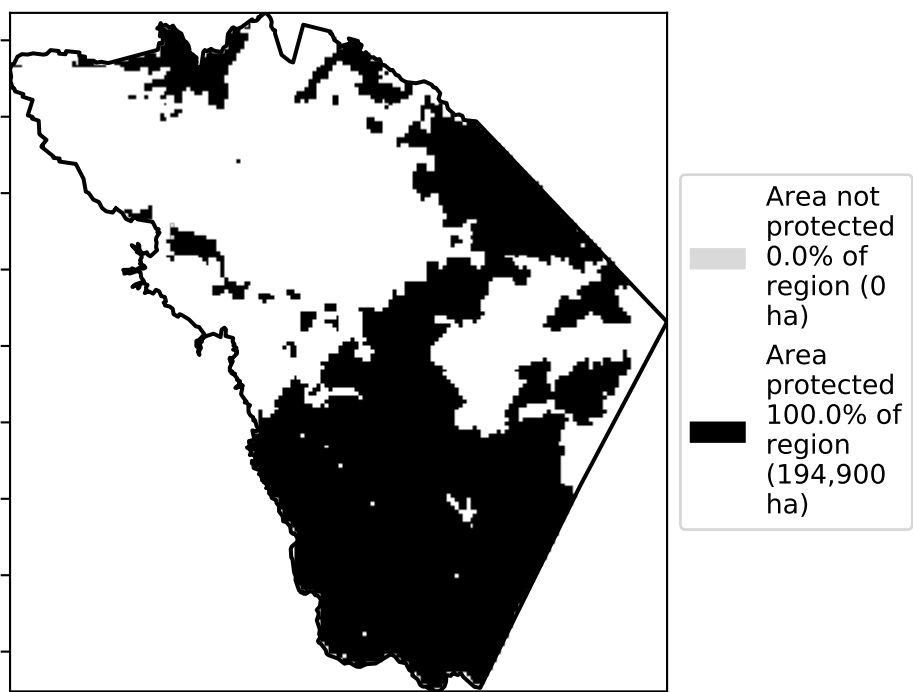 Area not
protected
0.0% of
region (0
ha)
Area
protected
100.0% of
region
(194,900
ha)